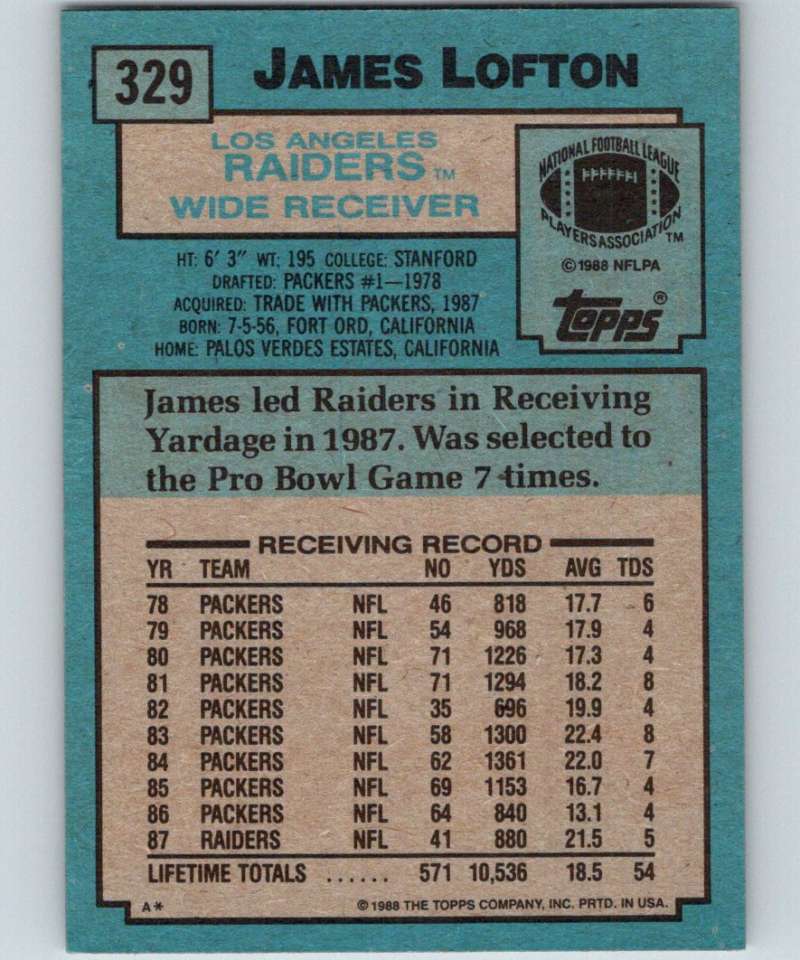 329
JAMES LOFTON
LOS ANGELES
RAIDERS™
WIDE RECEIVER
NATIONAL FOOTBALL LEAGUE
PLAYERS ASSOCIATION™
©1988 NFLPA
Topps®
HT: 6' 3" WT: 195 COLLEGE: STANFORD
DRAFTED: PACKERS #1—1978
ACQUIRED: TRADE WITH PACKERS, 1987
BORN: 7-5-56, FORT ORD, CALIFORNIA
HOME: PALOS VERDES ESTATES, CALIFORNIA
James led Raiders in Receiving
Yardage in 1987. Was selected to
the Pro Bowl Game 7 times.
RECEIVING RECORD
YR TEAM NO YDS AVG TDS
78 PACKERS NFL 46 818 17.7 6
79 PACKERS NFL 54 968 17.9 4
80 PACKERS NFL 71 1226 17.3 4
81 PACKERS NFL 71 1294 18.2 8
82 PACKERS NFL 35 696 19.9 4
83 PACKERS NFL 58 1300 22.4 8
84 PACKERS NFL 62 1361 22.0 7
85 PACKERS NFL 69 1153 16.7 4
86 PACKERS NFL 64 840 13.1 4
87 RAIDERS NFL 41 880 21.5 5
LIFETIME TOTALS ...... 571 10,536 18.5 54
A* ©1988 THE TOPPS COMPANY, INC. PRTD. IN USA.